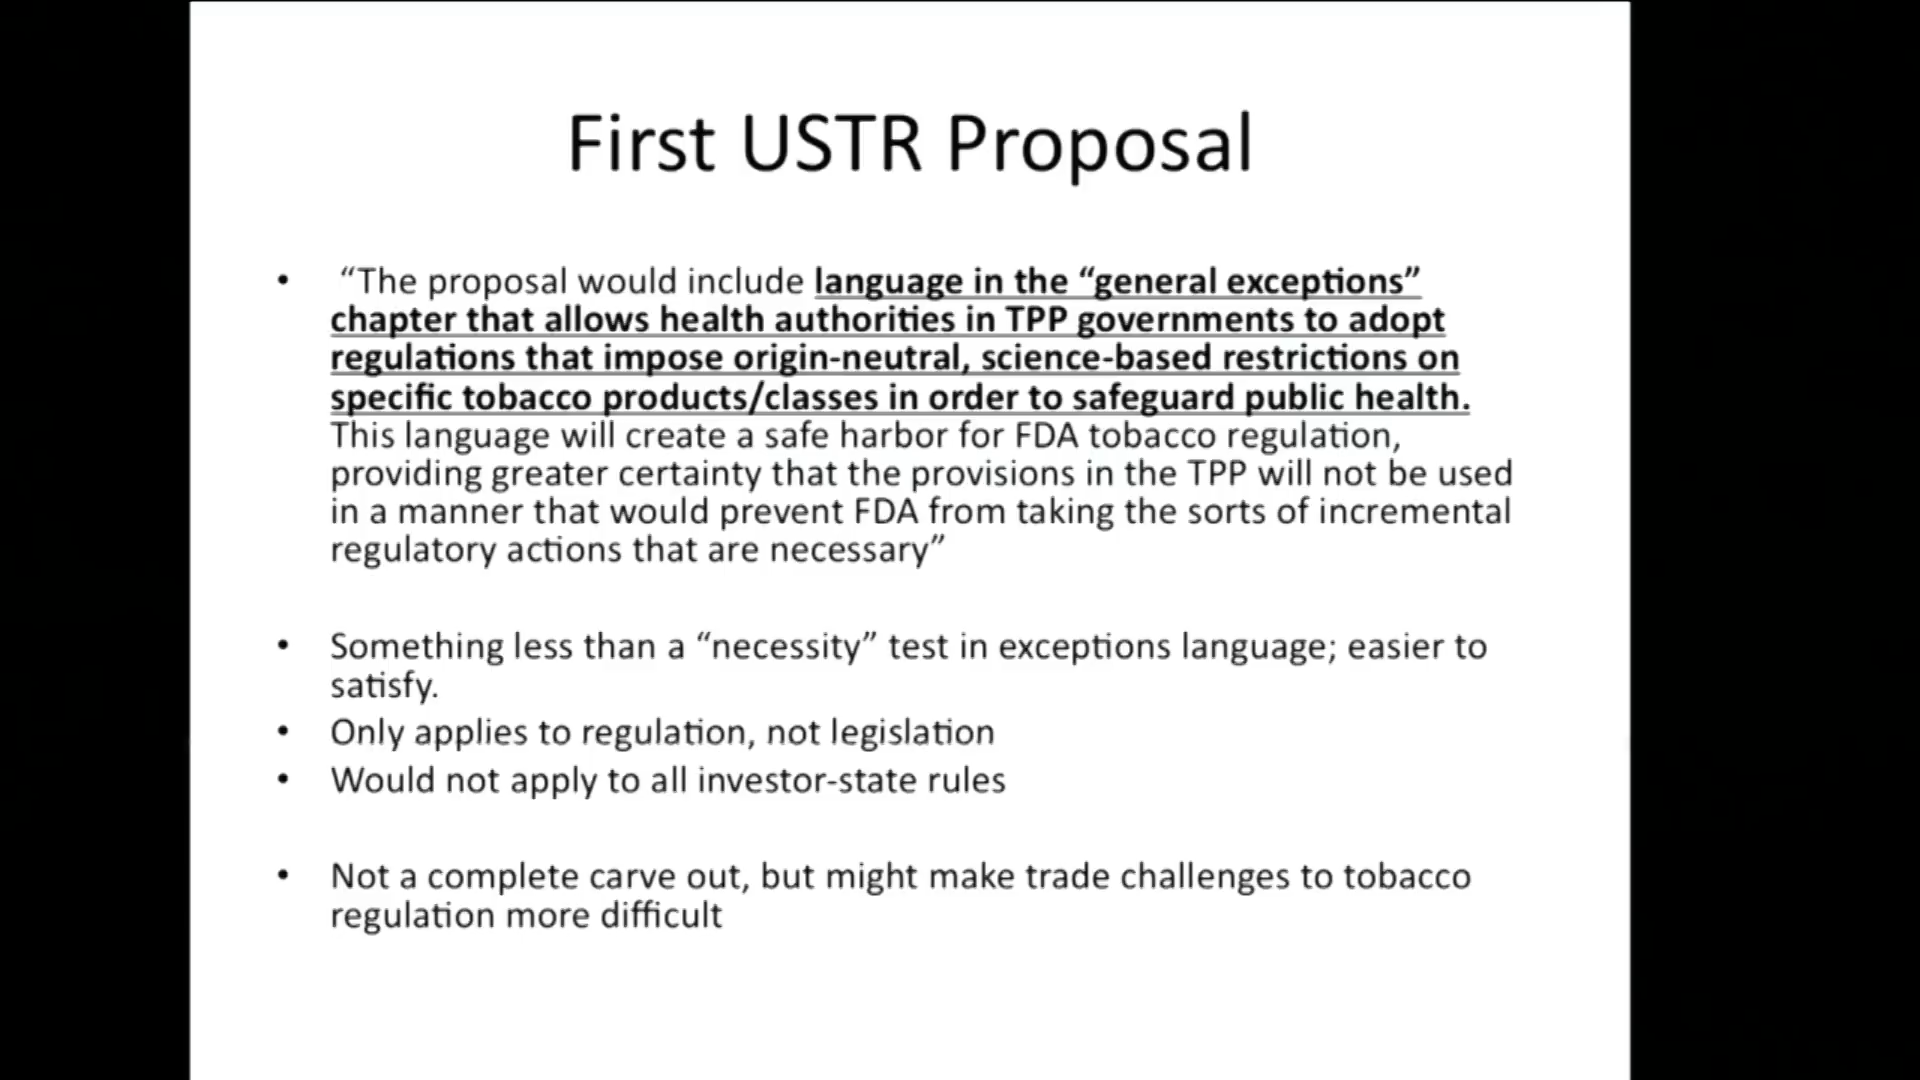 First USTR Proposal
• “The proposal would include language in the “general exceptions”
chapter that allows health authorities in TPP governments to adopt
regulations that impose origin-neutral, science-based restrictions on
specific tobacco products/classes in order to safeguard public health.
This language will create a safe harbor for FDA tobacco regulation,
providing greater certainty that the provisions in the TPP will not be used
in a manner that would prevent FDA from taking the sorts of incremental
regulatory actions that are necessary”
• Something less than a “necessity” test in exceptions language; easier to
satisfy.
• Only applies to regulation, not legislation
• Would not apply to all investor-state rules
• Not a complete carve out, but might make trade challenges to tobacco
regulation more difficult